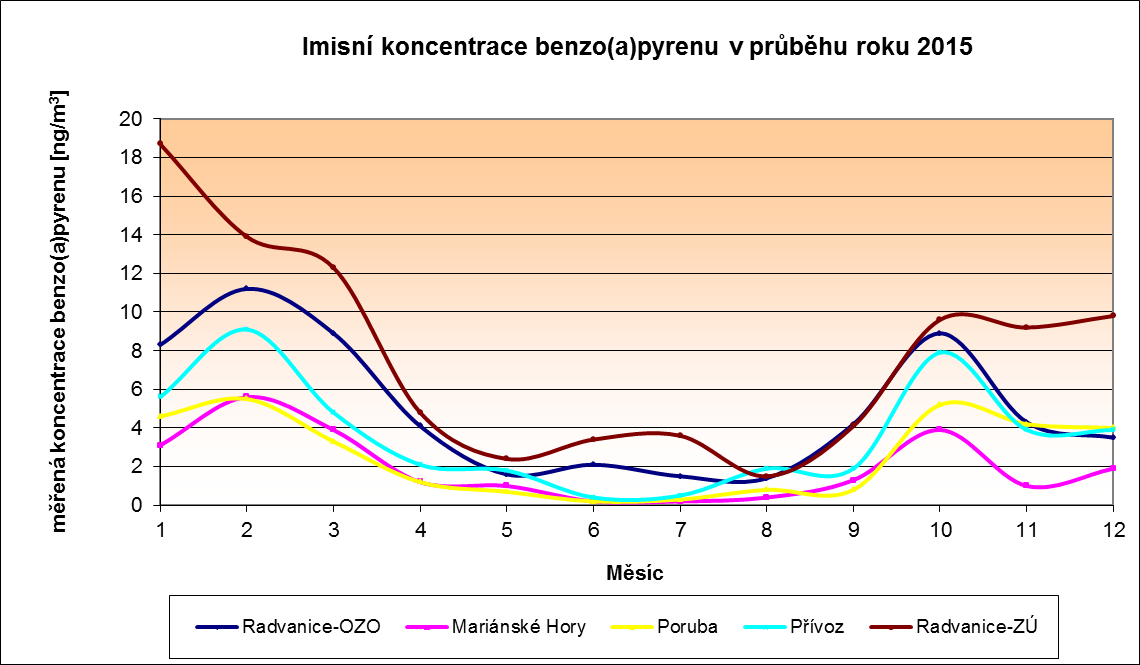 Imisní koncentrace benzo(a)pyrenu v průběhu roku 2015
měřená koncentrace benzo(a)pyrenu [ng/m³]
20
18
16
14
12
10
8
6
4
2
0
1 2 3 4 5 6 7 8 9 10 11 12
Měsíc
Radvanice-OZO Mariánské Hory Poruba Přívoz Radvanice-ZÚ